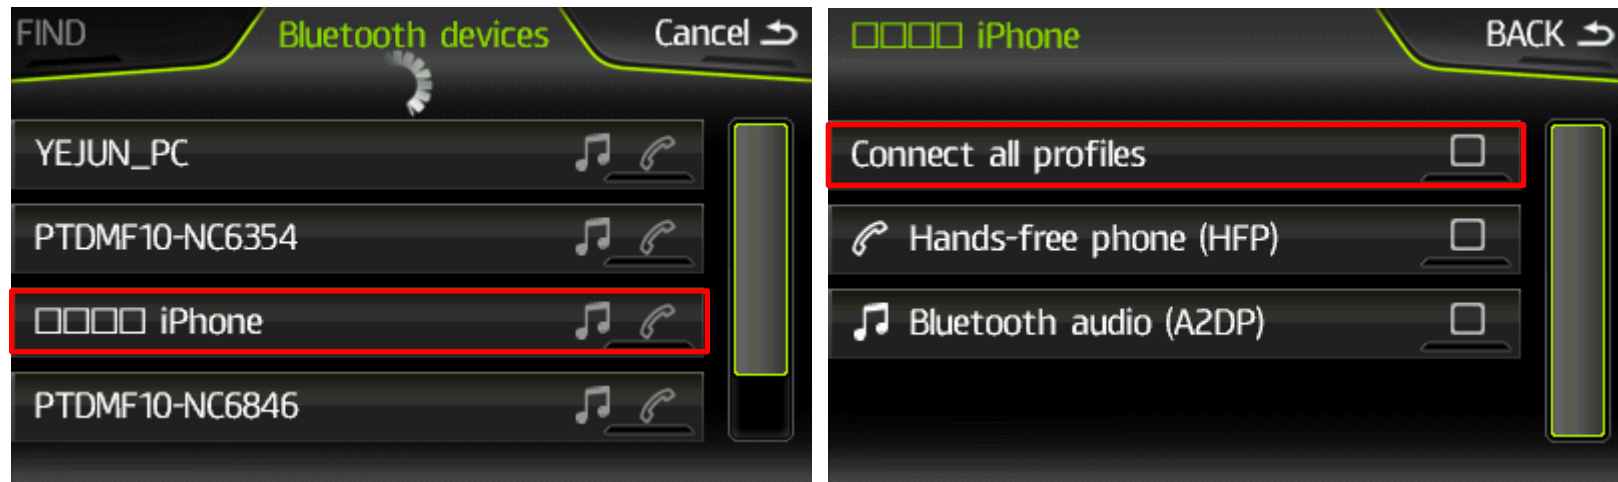 FIND
Bluetooth devices
Cancel
YEJUN_PC
PTDMF10-NC6354
□□□□ iPhone
PTDMF10-NC6846
□□□□ iPhone
BACK
Connect all profiles
Hands-free phone (HFP)
Bluetooth audio (A2DP)